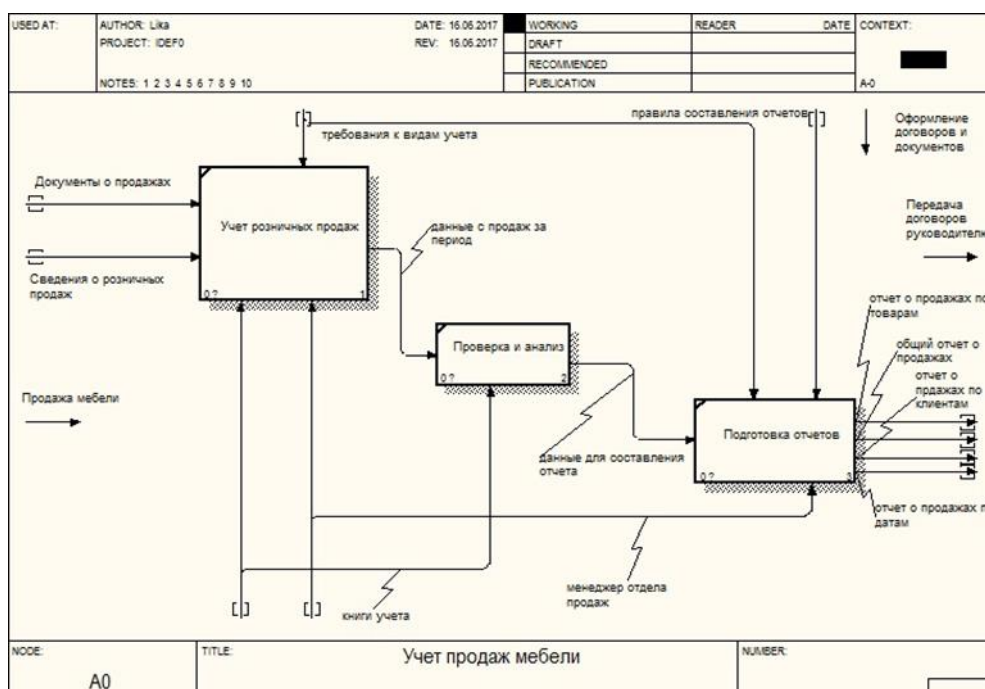 USED AT:
AUTHOR: Lika
DATE: 16.06.2017
WORKING
READER
DATE
CONTEXT:
PROJECT: IDEF0
REV: 16.06.2017
DRAFT
RECOMMENDED
NOTES: 1 2 3 4 5 6 7 8 9 10
PUBLICATION
A-0
требования к видам учета
правила составления отчетов
Оформление
договоров и
документов
Документы о продажах
Учет розничных продаж
0 ?
1
данные с продаж за
период
Передача
договоров
руководителю
Сведения о розничных
продаж
Проверка и анализ
0 ?
2
отчет о продажах по
товарам
общий отчет о
продажах
отчет о
прдажах по
клиентам
Продажа мебели
Подготовка отчетов
0 ?
3
данные для составления
отчета
отчет о продажах п
датам
менеджер отдела
продаж
книги учета
NODE:
A0
TITLE:
Учет продаж мебели
NUMBER: